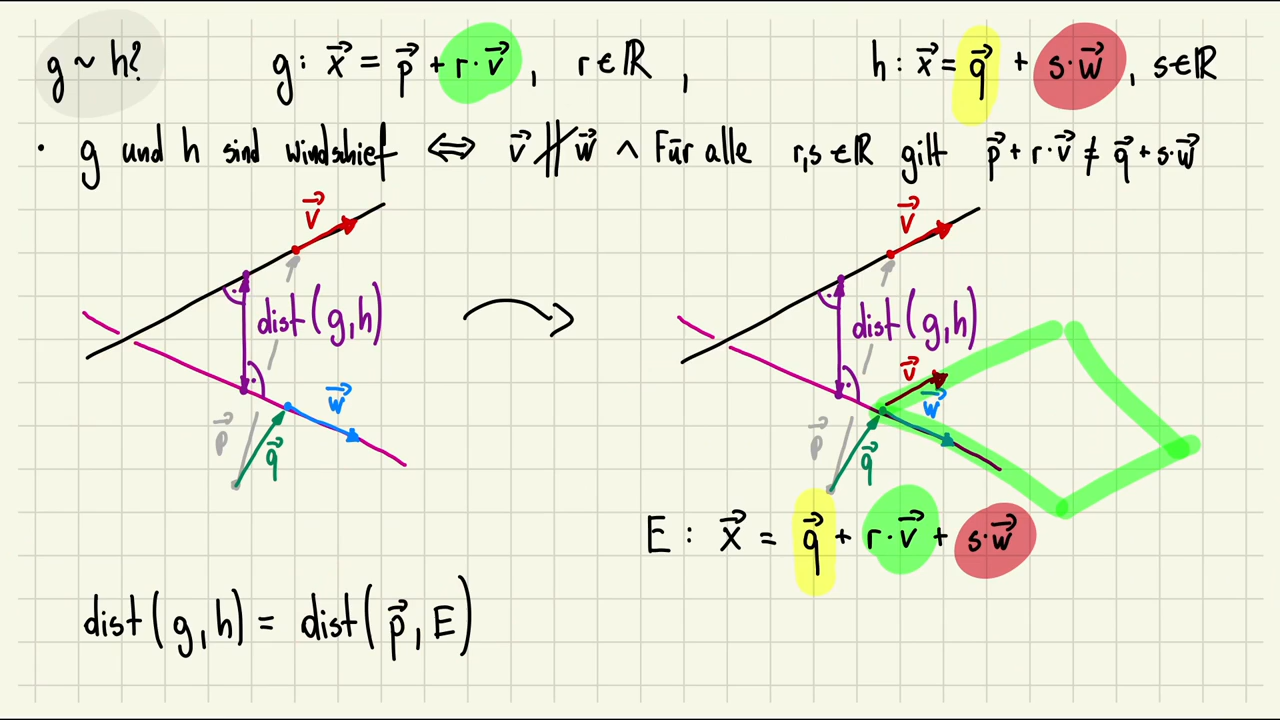 g ~ h? g: x⃗ = p⃗ + r·v⃗, r∈ℝ, h: x⃗ = q⃗ + s·w⃗, s∈ℝ
· g und h sind windschief ⟺ v⃗ ∦ w⃗ ∧ Für alle r,s ∈ℝ gilt p⃗ + r·v⃗ ≠ q⃗ + s·w⃗
v⃗ v⃗
dist(g,h) dist(g,h)
v⃗
w⃗ w⃗
p⃗ p⃗
q⃗ q⃗
E: x⃗ = q⃗ + r·v⃗ + s·w⃗
dist(g,h) = dist(p⃗, E)